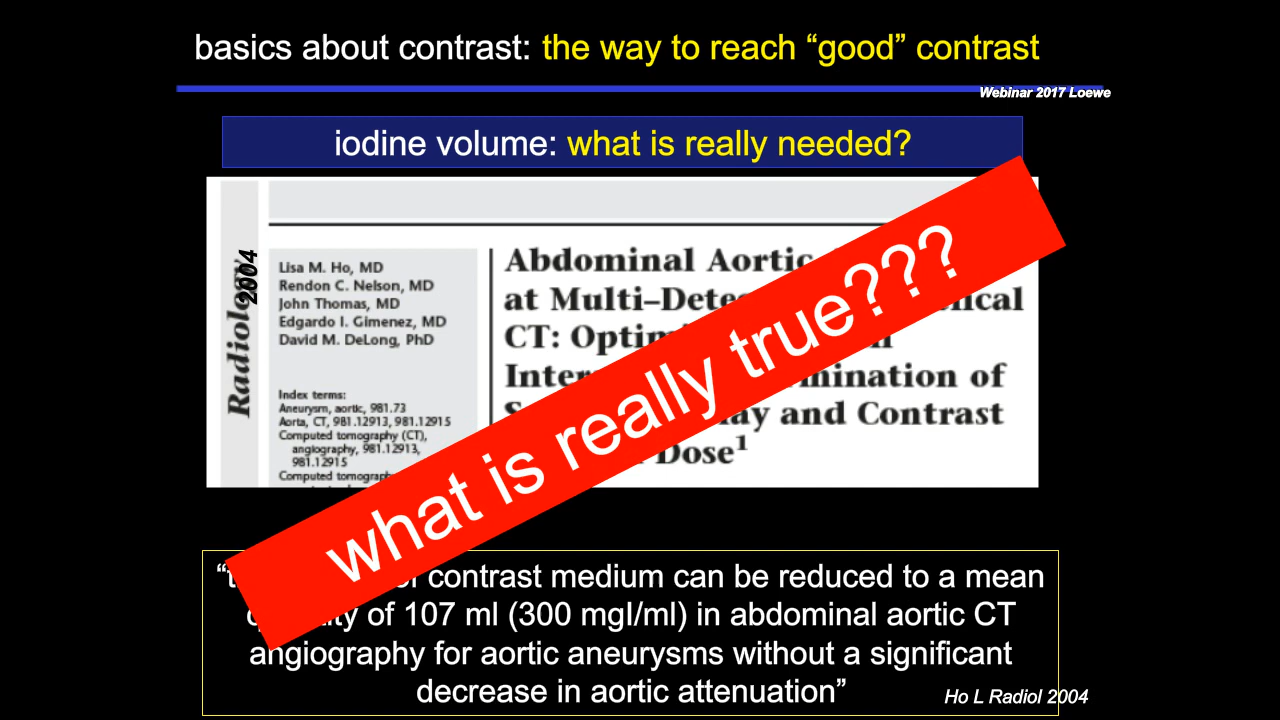 basics about contrast: the way to reach “good” contrast
Webinar 2017 Loewe
iodine volume: what is really needed?
Radiology
2004
Lisa M. Ho, MD
Rendon C. Nelson, MD
John Thomas, MD
Edgardo I. Gimenez, MD
David M. DeLong, PhD
Index terms:
Aneurysm, aortic, 981.73
Aorta, CT, 981.12913, 981.12915
Computed tomography (CT),
angiography, 981.12913,
981.12915
Computed
Abdominal Aortic
at Multi–
CT:
of
and Contrast
Dose¹
what is really true???
contrast medium can be reduced to a mean
of 107 ml (300 mgI/ml) in abdominal aortic CT
angiography for aortic aneurysms without a significant
decrease in aortic attenuation”
Ho L Radiol 2004